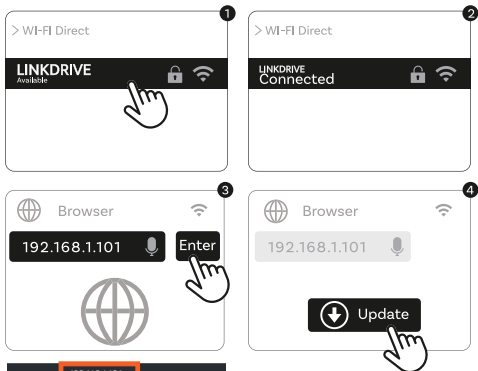 1
> WI-FI Direct
LINKDRIVE
Available
2
> WI-FI Direct
LINKDRIVE
Connected
3
Browser
192.168.1.101
Enter
4
Browser
192.168.1.101
Update